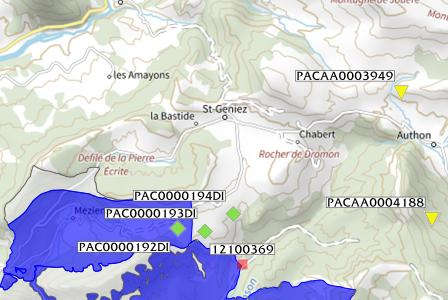 PACAA0003949
les Amayons
la Bastide
St-Geniez
Chabert
Authon
Défilé de la Pierre
Écrite
Rocher de Dromon
PAC0000194DI
PACAA0004188
PAC0000193DI
PAC0000192DI
12100369